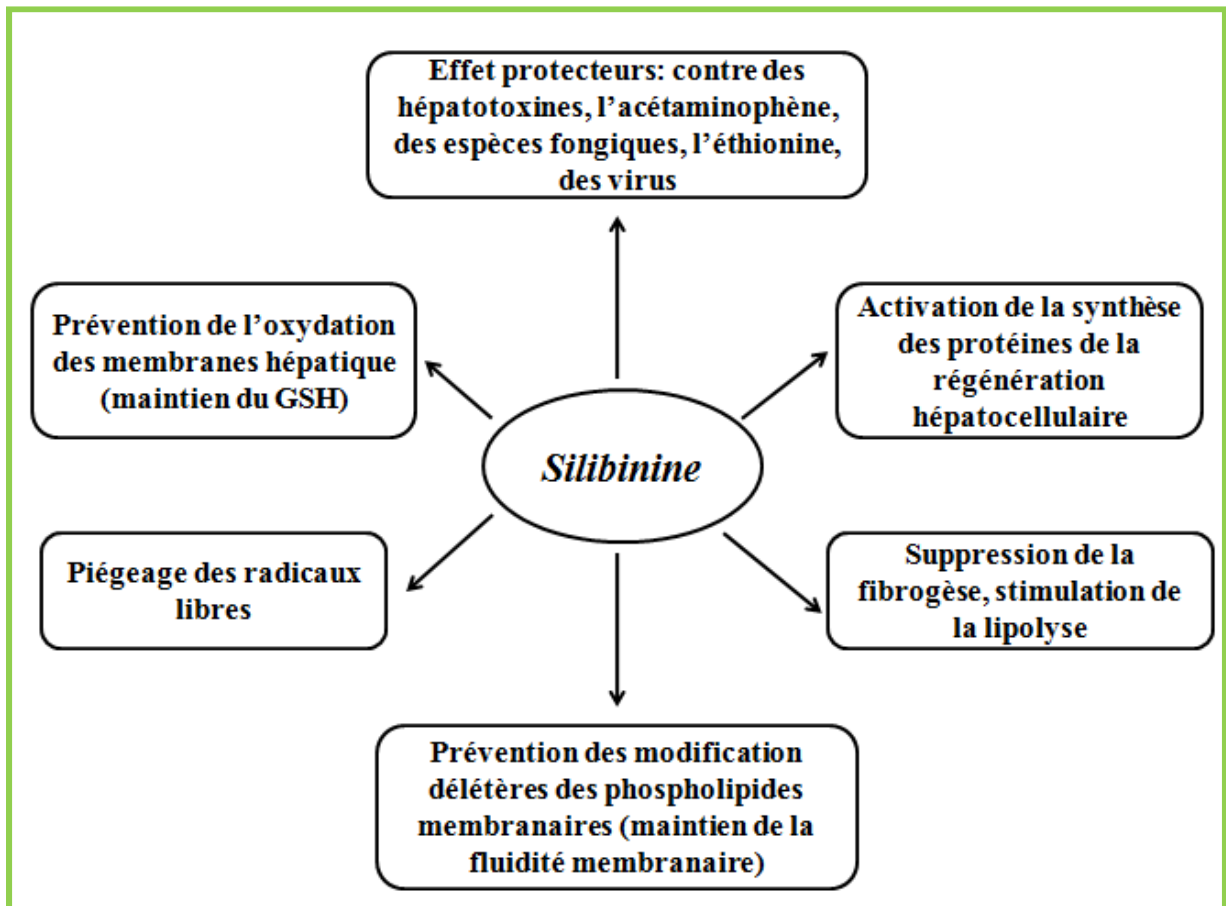 Effet protecteurs: contre des
hépatotoxines, l'acétaminophène,
des espèces fongiques, l'éthionine,
des virus
Prévention de l'oxydation
des membranes hépatique
(maintien du GSH)
Activation de la synthèse
des protéines de la
régénération
hépatocellulaire
Silibinine
Piégeage des radicaux
libres
Suppression de la
fibrogèse, stimulation de
la lipolyse
Prévention des modification
délétères des phospholipides
membranaires (maintien de la
fluidité membranaire)